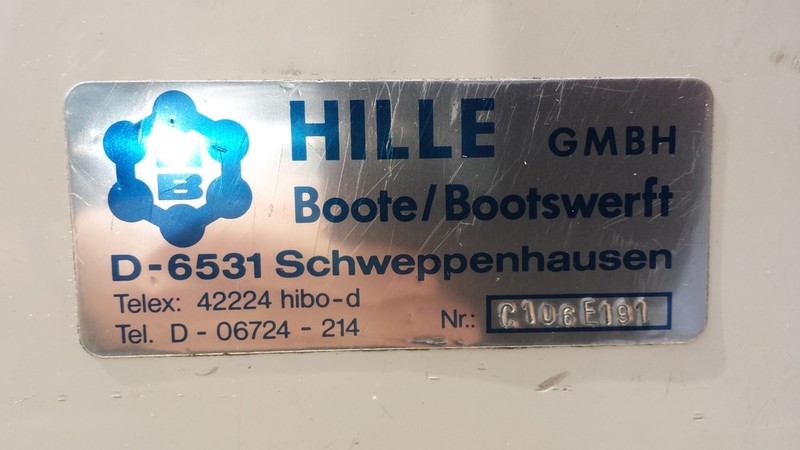 HILLE GMBH
B
Boote/Bootswerft
D-6531 Schweppenhausen
Telex: 42224 hibo-d
Tel. D - 06724 - 214
Nr.: C106E191